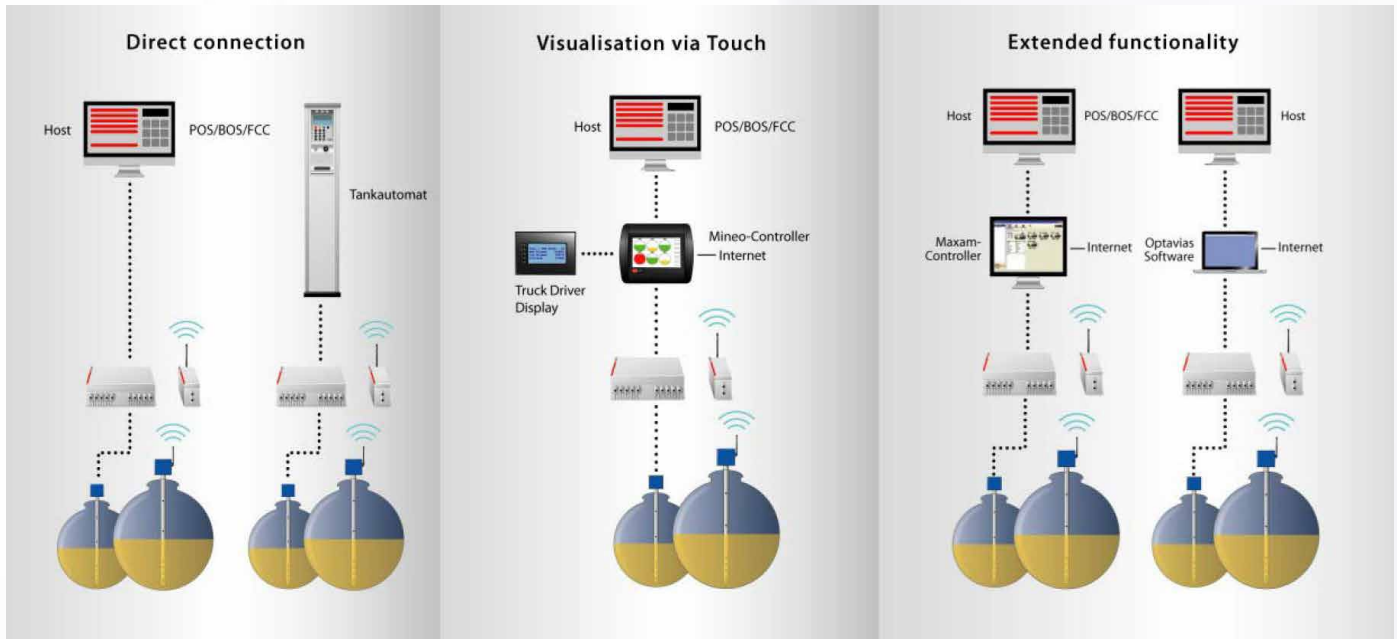 Direct connection
Host
POS/BOS/FCC
Tankautomat
Visualisation via Touch
Host
POS/BOS/FCC
Mineo-Controller
Internet
Truck Driver
Display
Extended functionality
Host
POS/BOS/FCC
Host
Maxam-
Controller
Internet
Optavias
Software
Internet